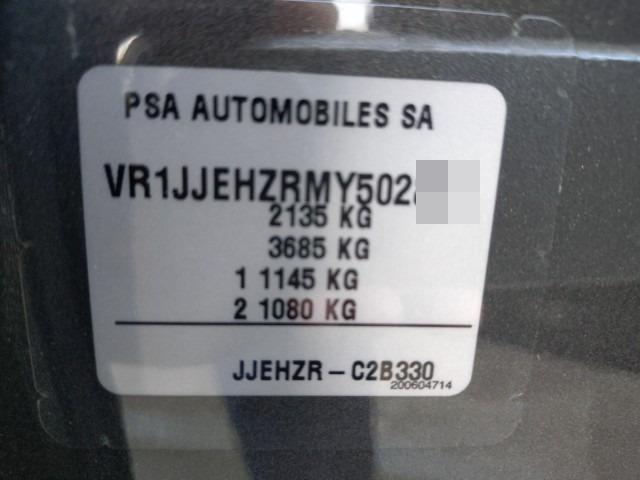 PSA AUTOMOBILES SA
VR1JJEHZRMY502
2135 KG
3685 KG
1 1145 KG
2 1080 KG
JJEHZR - C2B330
200604714